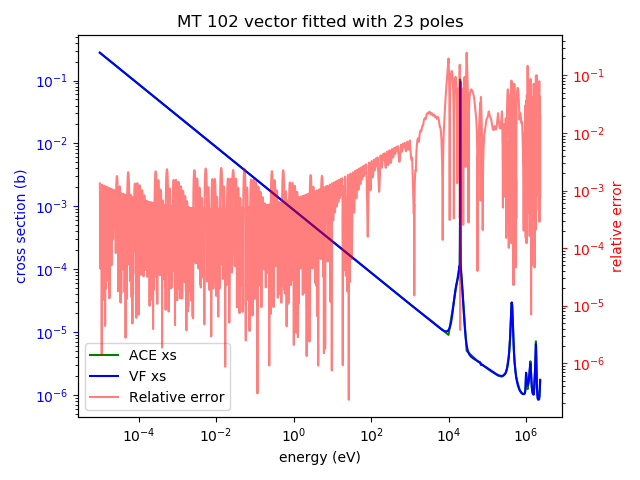 MT 102 vector fitted with 23 poles
10⁻¹
10⁻²
10⁻³
10⁻⁴
10⁻⁵
10⁻⁶
cross section (b)
10⁻¹
10⁻²
10⁻³
10⁻⁴
10⁻⁵
10⁻⁶
relative error
ACE xs
VF xs
Relative error
10⁻⁴ 10⁻² 10⁰ 10² 10⁴ 10⁶
energy (eV)